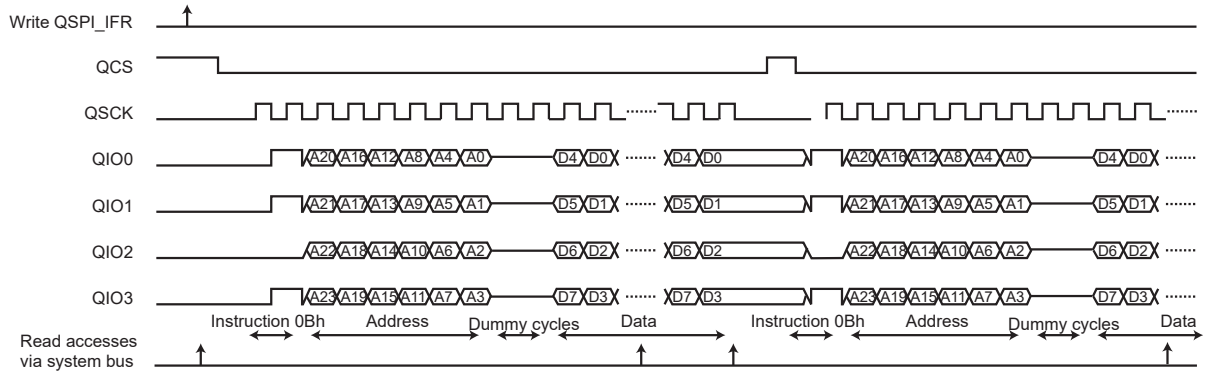 Write QSPI_IFR
QCS
QSCK
QIO0 A20 A16 A12 A8 A4 A0 D4 D0 D4 D0 A20 A16 A12 A8 A4 A0 D4 D0
QIO1 A21 A17 A13 A9 A5 A1 D5 D1 D5 D1 A21 A17 A13 A9 A5 A1 D5 D1
QIO2 A22 A18 A14 A10 A6 A2 D6 D2 D6 D2 A22 A18 A14 A10 A6 A2 D6 D2
QIO3 A23 A19 A15 A11 A7 A3 D7 D3 D7 D3 A23 A19 A15 A11 A7 A3 D7 D3
Instruction 0Bh Address Dummy cycles Data Instruction 0Bh Address Dummy cycles Data
Read accesses
via system bus